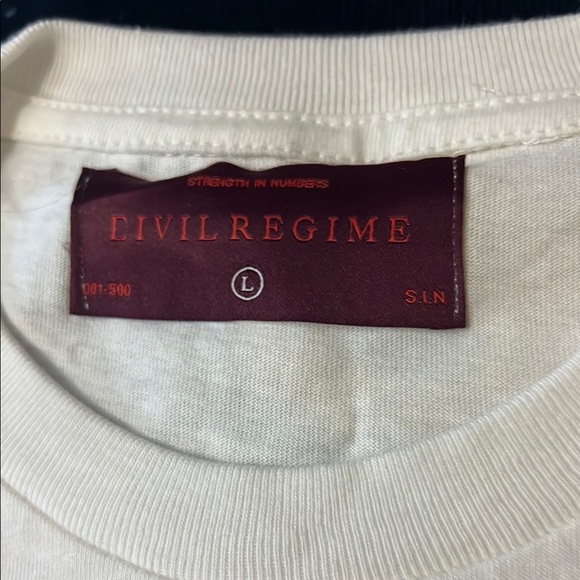 STRENGTH IN NUMBERS
CIVIL REGIME
001-500
L
S.I.N